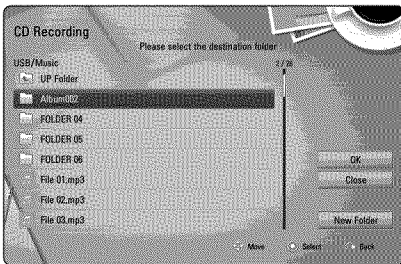 CD Recording
Please select the destination folder
USB/Music
2 / 28
UP Folder
Album002
FOLDER 04
FOLDER 05
FOLDER 06
File 01.mp3
File 02.mp3
File 03.mp3
OK
Close
New Folder
Move
Select
Back